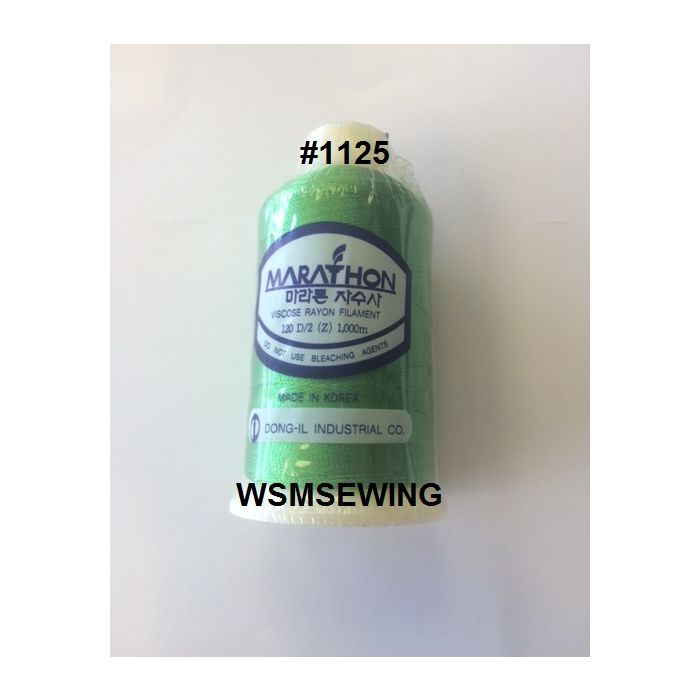 #1125
MARATHON
마라톤 자수사
VISCOSE RAYON FILAMENT
120 D/2 (Z) 1,000m
DO NOT USE BLEACHING AGENTS
MADE IN KOREA
DONG-IL INDUSTRIAL CO.
WSMSEWING